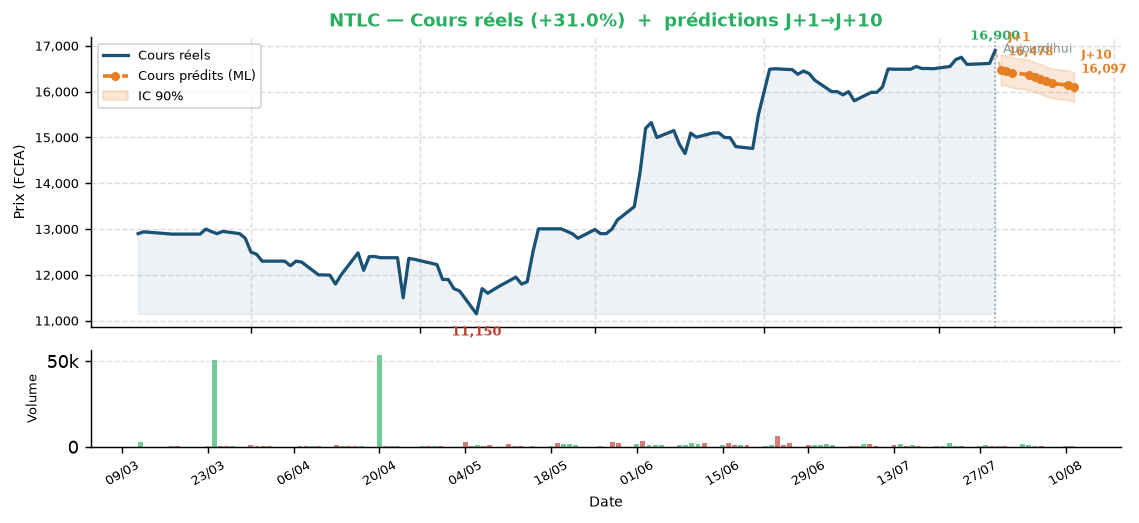 NTLC — Cours réels (+31.0%)  +  prédictions J+1→J+10
Prix (FCFA)
17,000
16,000
15,000
14,000
13,000
12,000
11,000
Cours réels
Cours prédits (ML)
IC 90%
16,900
Aujourd'hui
J+1
16,478
J+10
16,097
11,150
Volume
50k
0
09/03
23/03
06/04
20/04
04/05
18/05
01/06
15/06
29/06
13/07
27/07
10/08
Date